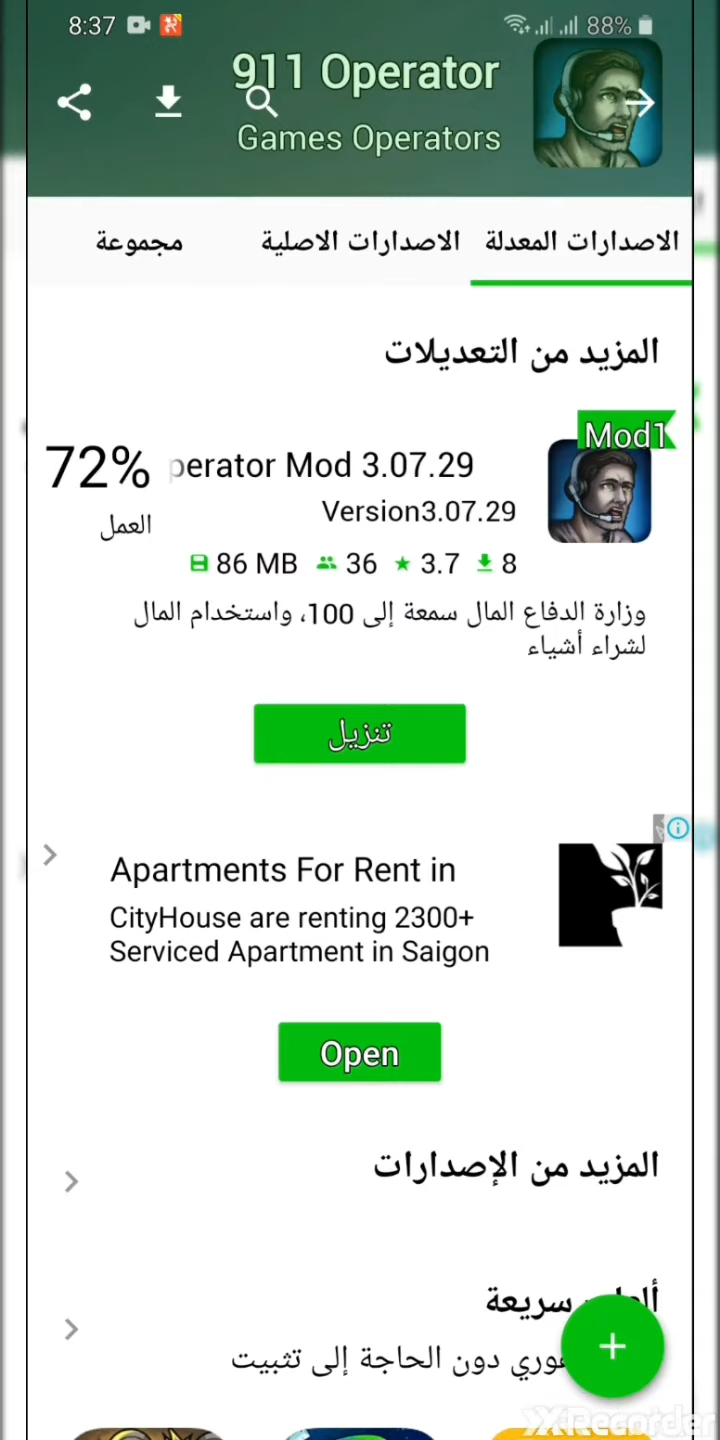 8:37
88%
911 Operator
Games Operators
الاصدارات المعدلة
الاصدارات الاصلية
مجموعة
المزيد من التعديلات
Mod1
perator Mod 3.07.29
72%
Version3.07.29
العمل
86 MB 36 3.7 8
وزارة الدفاع المال سمعة إلى 100، واستخدام المال
لشراء أشياء
تنزيل
Apartments For Rent in
CityHouse are renting 2300+
Serviced Apartment in Saigon
Open
المزيد من الإصدارات
سريعة
دون الحاجة إلى تثبيت
XRecorder